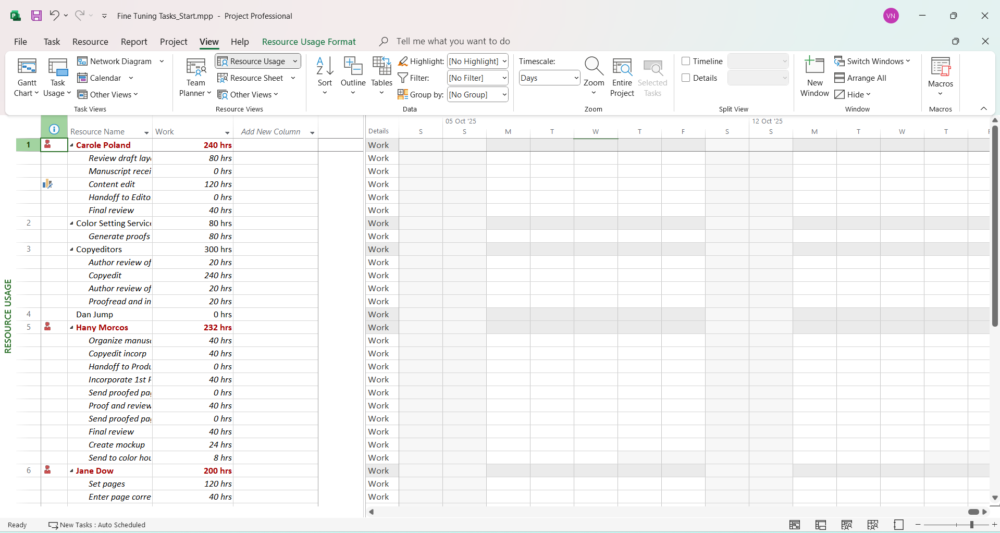 Fine Tuning Tasks_Start.mpp - Project Professional
VN
File Task Resource Report Project View Help Resource Usage Format Tell me what you want to do
Gantt Chart
Task Usage
Network Diagram
Calendar
Other Views
Task Views
Team Planner
Resource Usage
Resource Sheet
Other Views
Resource Views
Sort
Outline
Tables
Highlight: [No Highlight]
Filter: [No Filter]
Group by: [No Group]
Data
Timescale:
Days
Zoom
Entire Project
Selected Tasks
Zoom
Timeline
Details
Split View
New Window
Switch Windows
Arrange All
Hide
Window
Macros
Macros
Resource Name Work Add New Column Details
05 Oct '25 12 Oct '25
S S M T W T F S S M T W T
1 Carole Poland 240 hrs Work
Review draft lay 80 hrs Work
Manuscript recei 0 hrs Work
Content edit 120 hrs Work
Handoff to Edito 0 hrs Work
Final review 40 hrs Work
2 Color Setting Service 80 hrs Work
Generate proofs 80 hrs Work
3 Copyeditors 300 hrs Work
Author review of 20 hrs Work
Copyedit 240 hrs Work
Author review of 20 hrs Work
Proofread and in 20 hrs Work
4 Dan Jump 0 hrs Work
5 Hany Morcos 232 hrs Work
Organize manus 40 hrs Work
Copyedit incorp 40 hrs Work
Handoff to Produ 0 hrs Work
Incorporate 1st P 40 hrs Work
Send proofed pa 0 hrs Work
Proof and review 40 hrs Work
Send proofed pa 0 hrs Work
Final review 40 hrs Work
Create mockup 24 hrs Work
Send to color hou 8 hrs Work
6 Jane Dow 200 hrs Work
Set pages 120 hrs Work
Enter page corre 40 hrs Work
RESOURCE USAGE
Ready New Tasks : Auto Scheduled